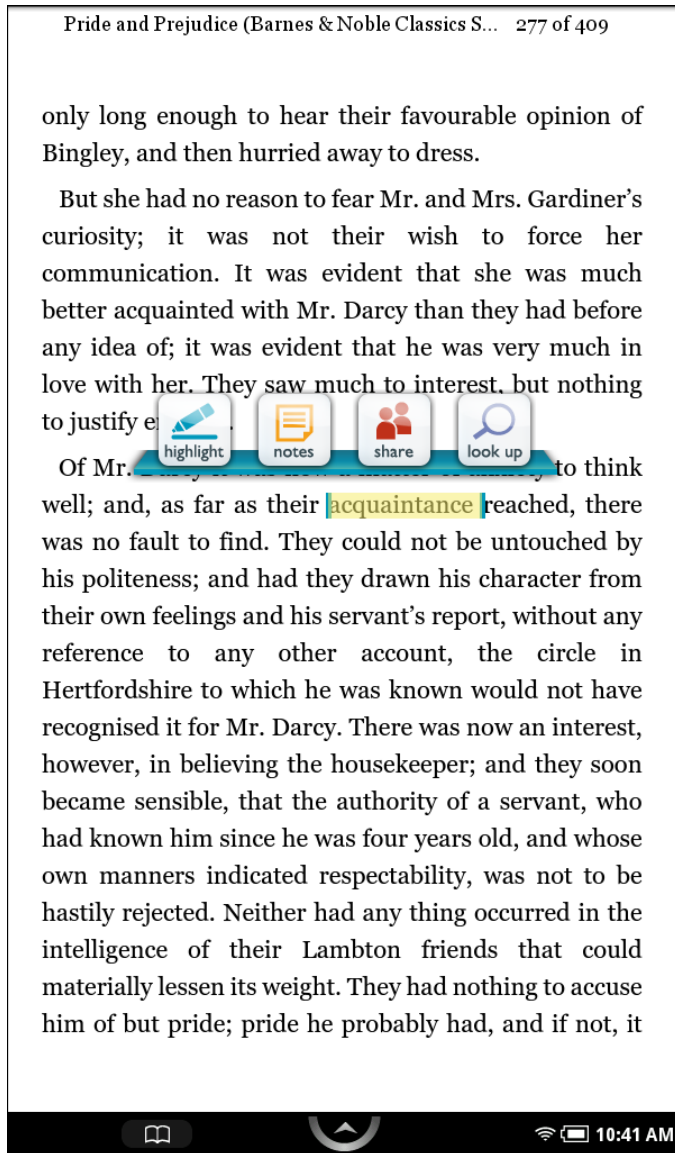 Pride and Prejudice (Barnes & Noble Classics S... 277 of 409
only long enough to hear their favourable opinion of
Bingley, and then hurried away to dress.
But she had no reason to fear Mr. and Mrs. Gardiner’s
curiosity; it was not their wish to force her
communication. It was evident that she was much
better acquainted with Mr. Darcy than they had before
any idea of; it was evident that he was very much in
love with her. They saw much to interest, but nothing
to justify
highlight notes share look up
Of Mr. to think
well; and, as far as their acquaintance reached, there
was no fault to find. They could not be untouched by
his politeness; and had they drawn his character from
their own feelings and his servant’s report, without any
reference to any other account, the circle in
Hertfordshire to which he was known would not have
recognised it for Mr. Darcy. There was now an interest,
however, in believing the housekeeper; and they soon
became sensible, that the authority of a servant, who
had known him since he was four years old, and whose
own manners indicated respectability, was not to be
hastily rejected. Neither had any thing occurred in the
intelligence of their Lambton friends that could
materially lessen its weight. They had nothing to accuse
him of but pride; pride he probably had, and if not, it
10:41 AM